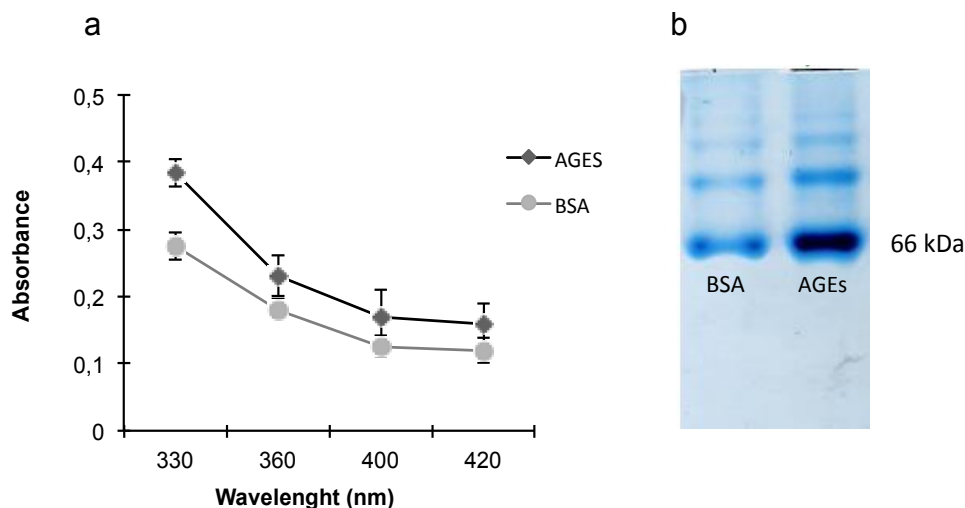 a
b
0,5
0,4
0,3
0,2
0,1
0
Absorbance
330 360 400 420
Wavelenght (nm)
AGES
BSA
BSA AGEs
66 kDa